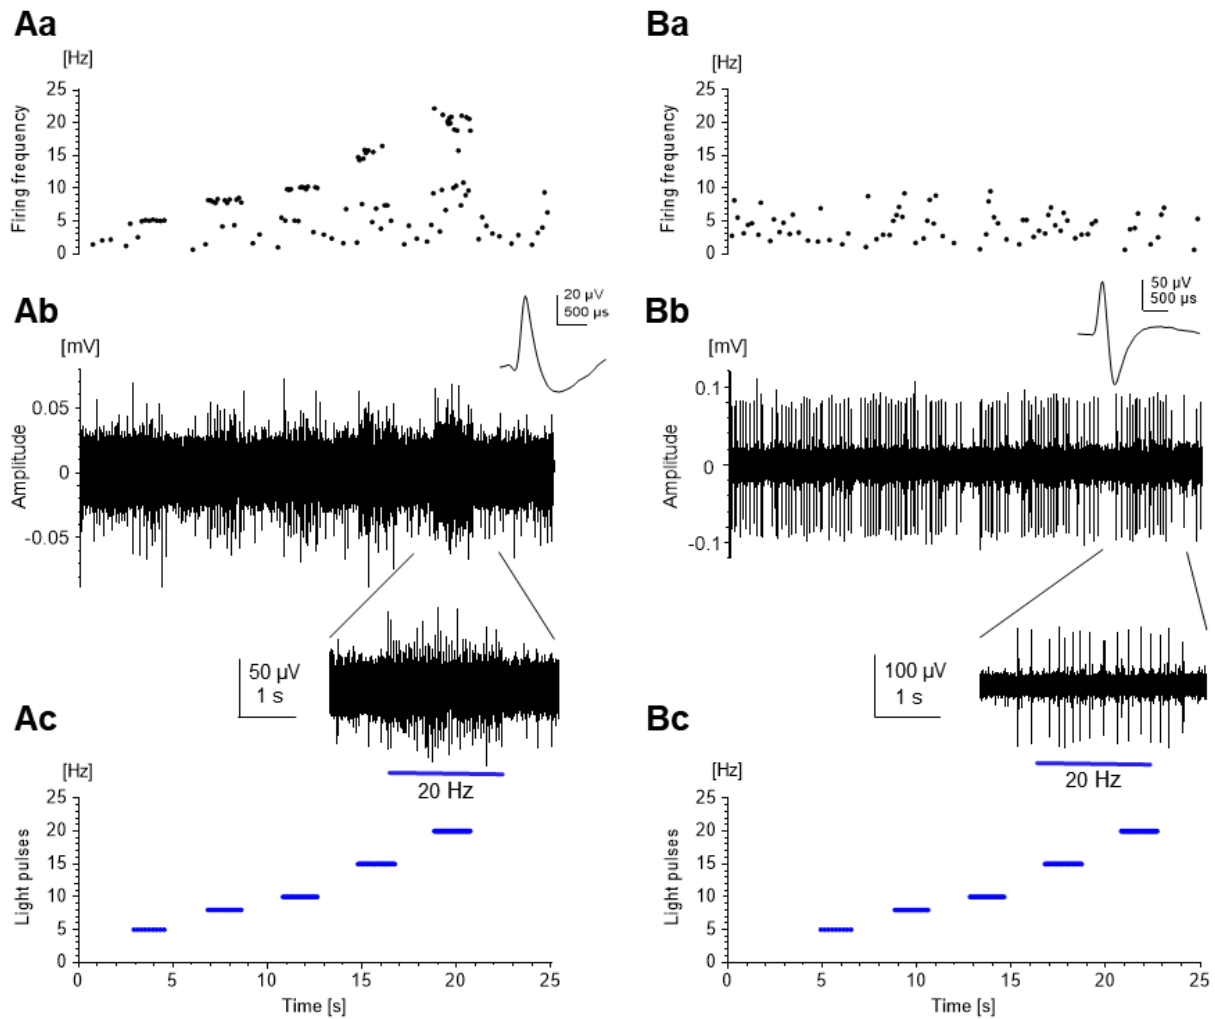 Aa
[Hz]
Firing frequency
25
20
15
10
5
0
Ba
[Hz]
Firing frequency
25
20
15
10
5
0
Ab
[mV]
Amplitude
0.05
0
-0.05
20 µV
500 µs
50 µV
1 s
Bb
[mV]
Amplitude
0.1
0
-0.1
50 µV
500 µs
100 µV
1 s
Ac
[Hz]
Light pulses
25
20
15
10
5
0
20 Hz
0 5 10 15 20 25
Time [s]
Bc
[Hz]
Light pulses
25
20
15
10
5
0
20 Hz
0 5 10 15 20 25
Time [s]